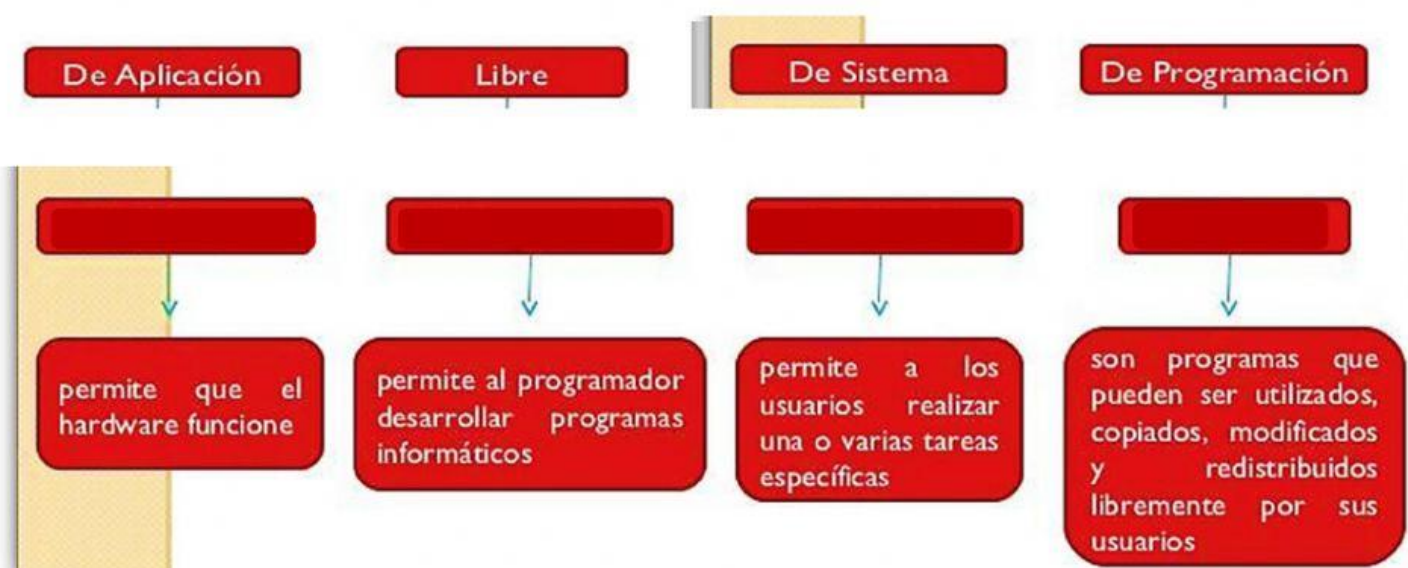 De Aplicación
Libre
De Sistema
De Programación
permite que el
hardware funcione
permite al programador
desarrollar programas
informáticos
permite a los
usuarios realizar
una o varias tareas
específicas
son programas que
pueden ser utilizados,
copiados, modificados
y redistribuidos
libremente por sus
usuarios